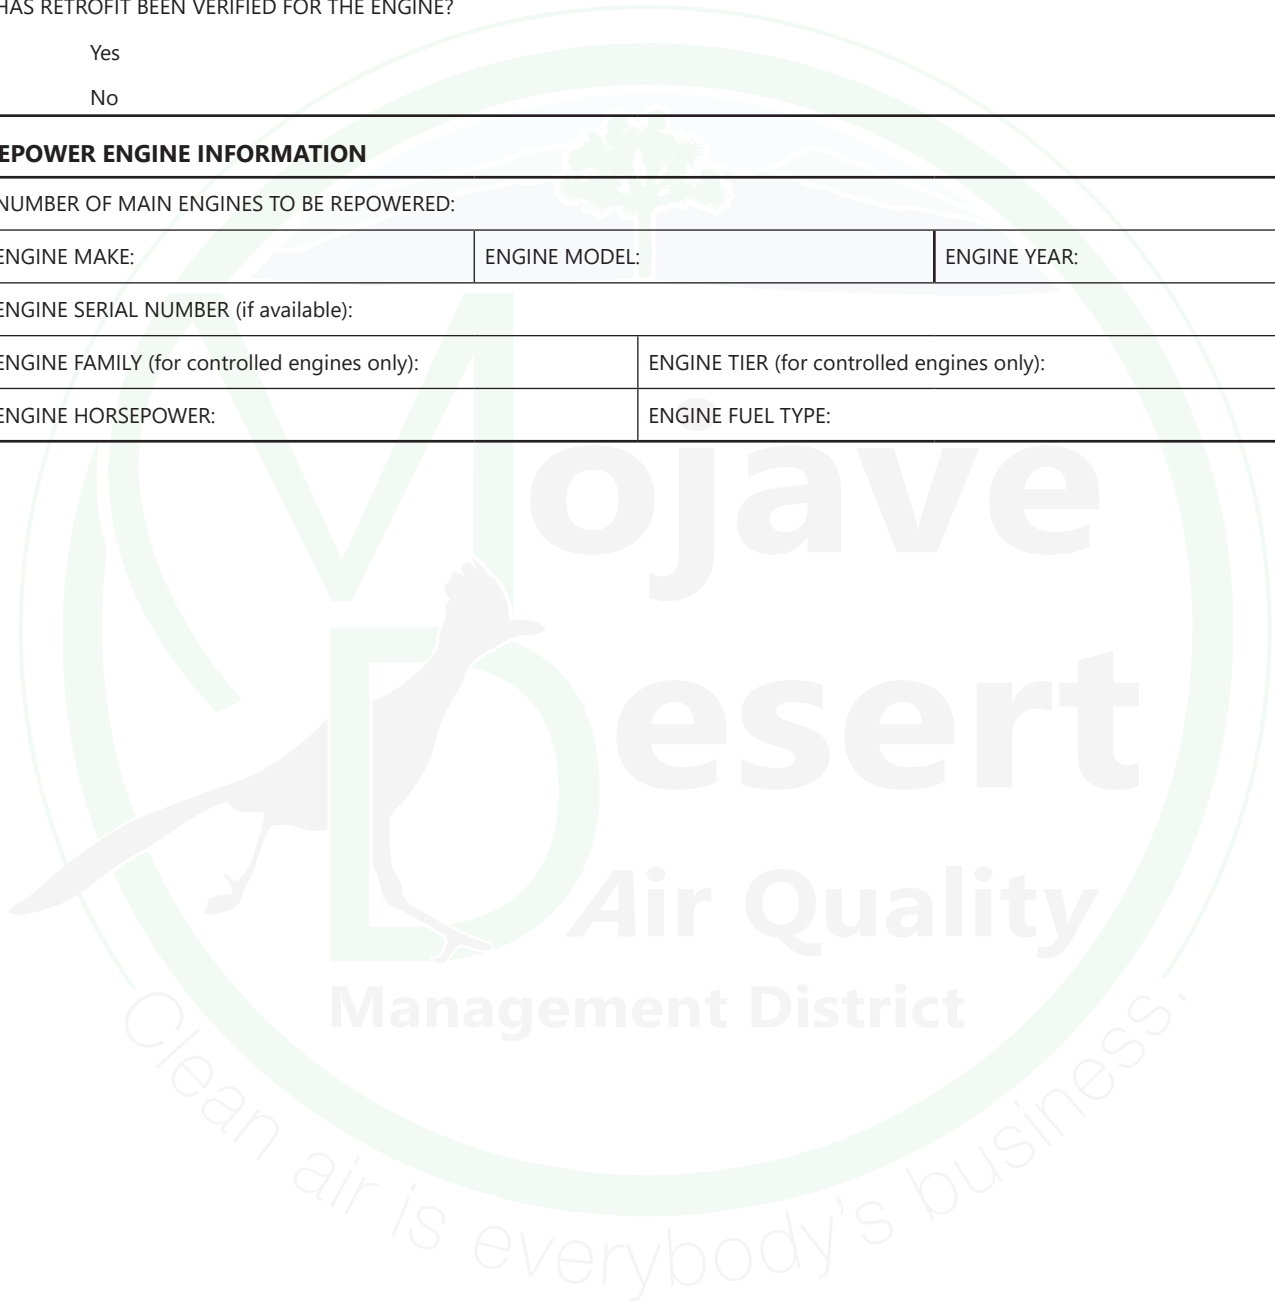 HAS RETROFIT BEEN VERIFIED FOR THE ENGINE?
Yes
No
EPOWER ENGINE INFORMATION
NUMBER OF MAIN ENGINES TO BE REPOWERED:
ENGINE MAKE: ENGINE MODEL: ENGINE YEAR:
ENGINE SERIAL NUMBER (if available):
ENGINE FAMILY (for controlled engines only): ENGINE TIER (for controlled engines only):
ENGINE HORSEPOWER: ENGINE FUEL TYPE:
Mojave
Desert
Air Quality
Management District
Clean air is everybody's business.